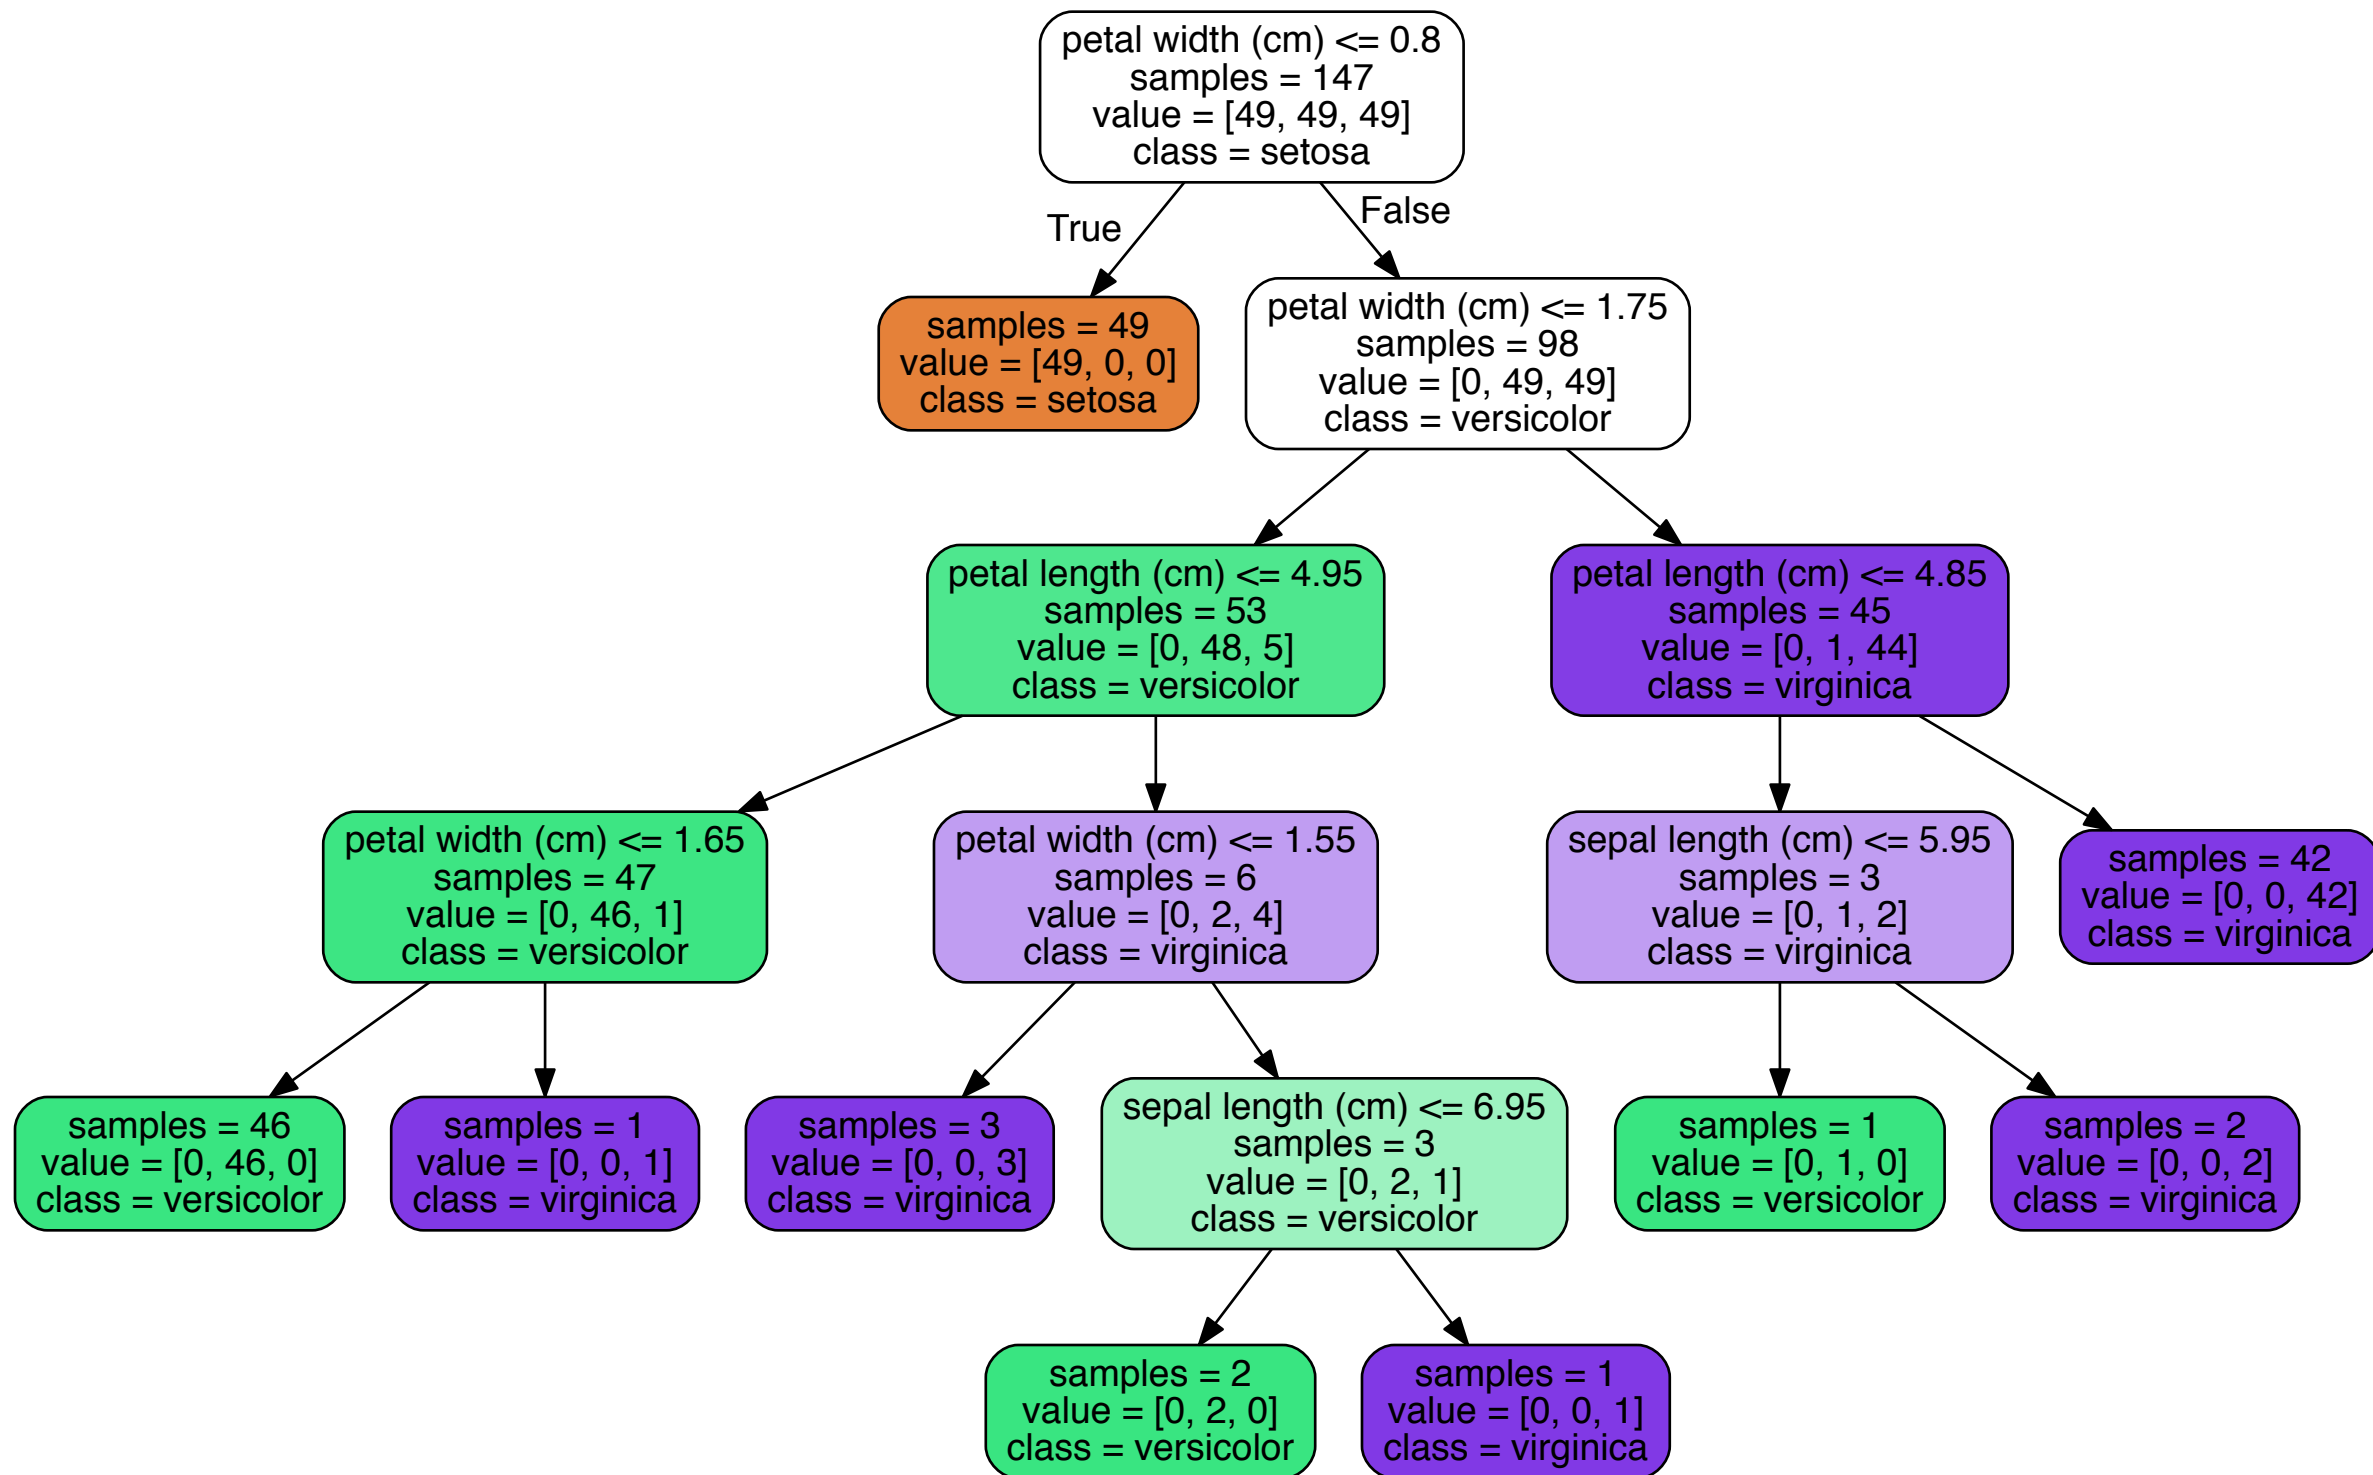 petal width (cm) <= 0.8
samples = 147
value = [49, 49, 49]
class = setosa
True
False
samples = 49
value = [49, 0, 0]
class = setosa
petal width (cm) <= 1.75
samples = 98
value = [0, 49, 49]
class = versicolor
petal length (cm) <= 4.95
samples = 53
value = [0, 48, 5]
class = versicolor
petal length (cm) <= 4.85
samples = 45
value = [0, 1, 44]
class = virginica
petal width (cm) <= 1.65
samples = 47
value = [0, 46, 1]
class = versicolor
petal width (cm) <= 1.55
samples = 6
value = [0, 2, 4]
class = virginica
sepal length (cm) <= 5.95
samples = 3
value = [0, 1, 2]
class = virginica
samples = 42
value = [0, 0, 42]
class = virginica
samples = 46
value = [0, 46, 0]
class = versicolor
samples = 1
value = [0, 0, 1]
class = virginica
samples = 3
value = [0, 0, 3]
class = virginica
sepal length (cm) <= 6.95
samples = 3
value = [0, 2, 1]
class = versicolor
samples = 1
value = [0, 1, 0]
class = versicolor
samples = 2
value = [0, 0, 2]
class = virginica
samples = 2
value = [0, 2, 0]
class = versicolor
samples = 1
value = [0, 0, 1]
class = virginica